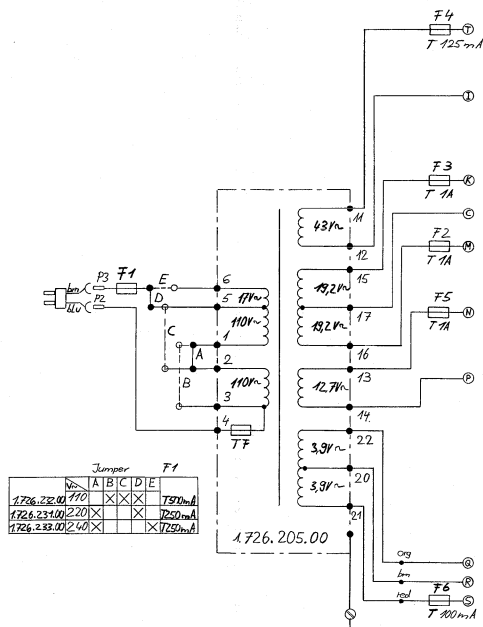 F4
T
T 125mA
I
F3
K
T 1A
C
F2
M
T 1A
F5
N
T 1A
P
11
43V~
12
15
19,2V~
17
19,2V~
16
13
12,7V~
14
22
3,9V~
20
3,9V~
21
P3 F1 E
brn
blu P2
D
C
A
B
6
17V~
5
110V~
1
2
110V~
3
4
TF
Jumper F1
V~ A B C D E
1.726.232.00 110 X X X T500mA
1.726.231.00 220 X X T250mA
1.726.233.00 240 X X T250mA
1.726.205.00
org Q
brn R
red F6 S
T 100mA
S